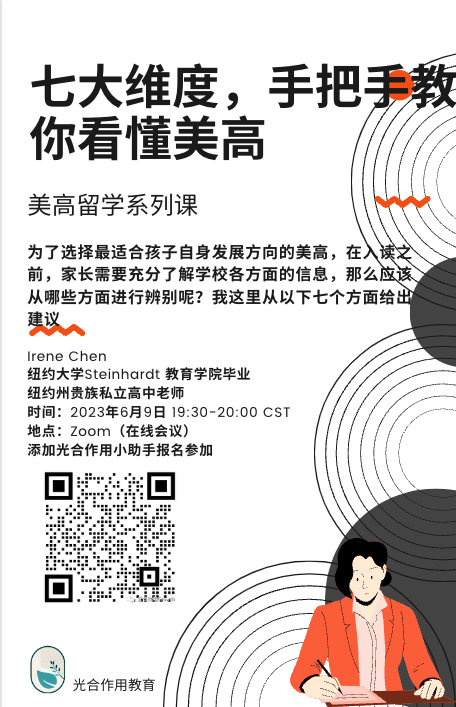 七大维度，手把手教
你看懂美高
美高留学系列课
为了选择最适合孩子自身发展方向的美高，在入读之
前，家长需要充分了解学校各方面的信息，那么应该
从哪些方面进行辨别呢？我这里从以下七个方面给出
建议
Irene Chen
纽约大学Steinhardt 教育学院毕业
纽约州贵族私立高中老师
时间：2023年6月9日 19:30-20:00 CST
地点：Zoom（在线会议）
添加光合作用小助手报名参加
光合作用教育